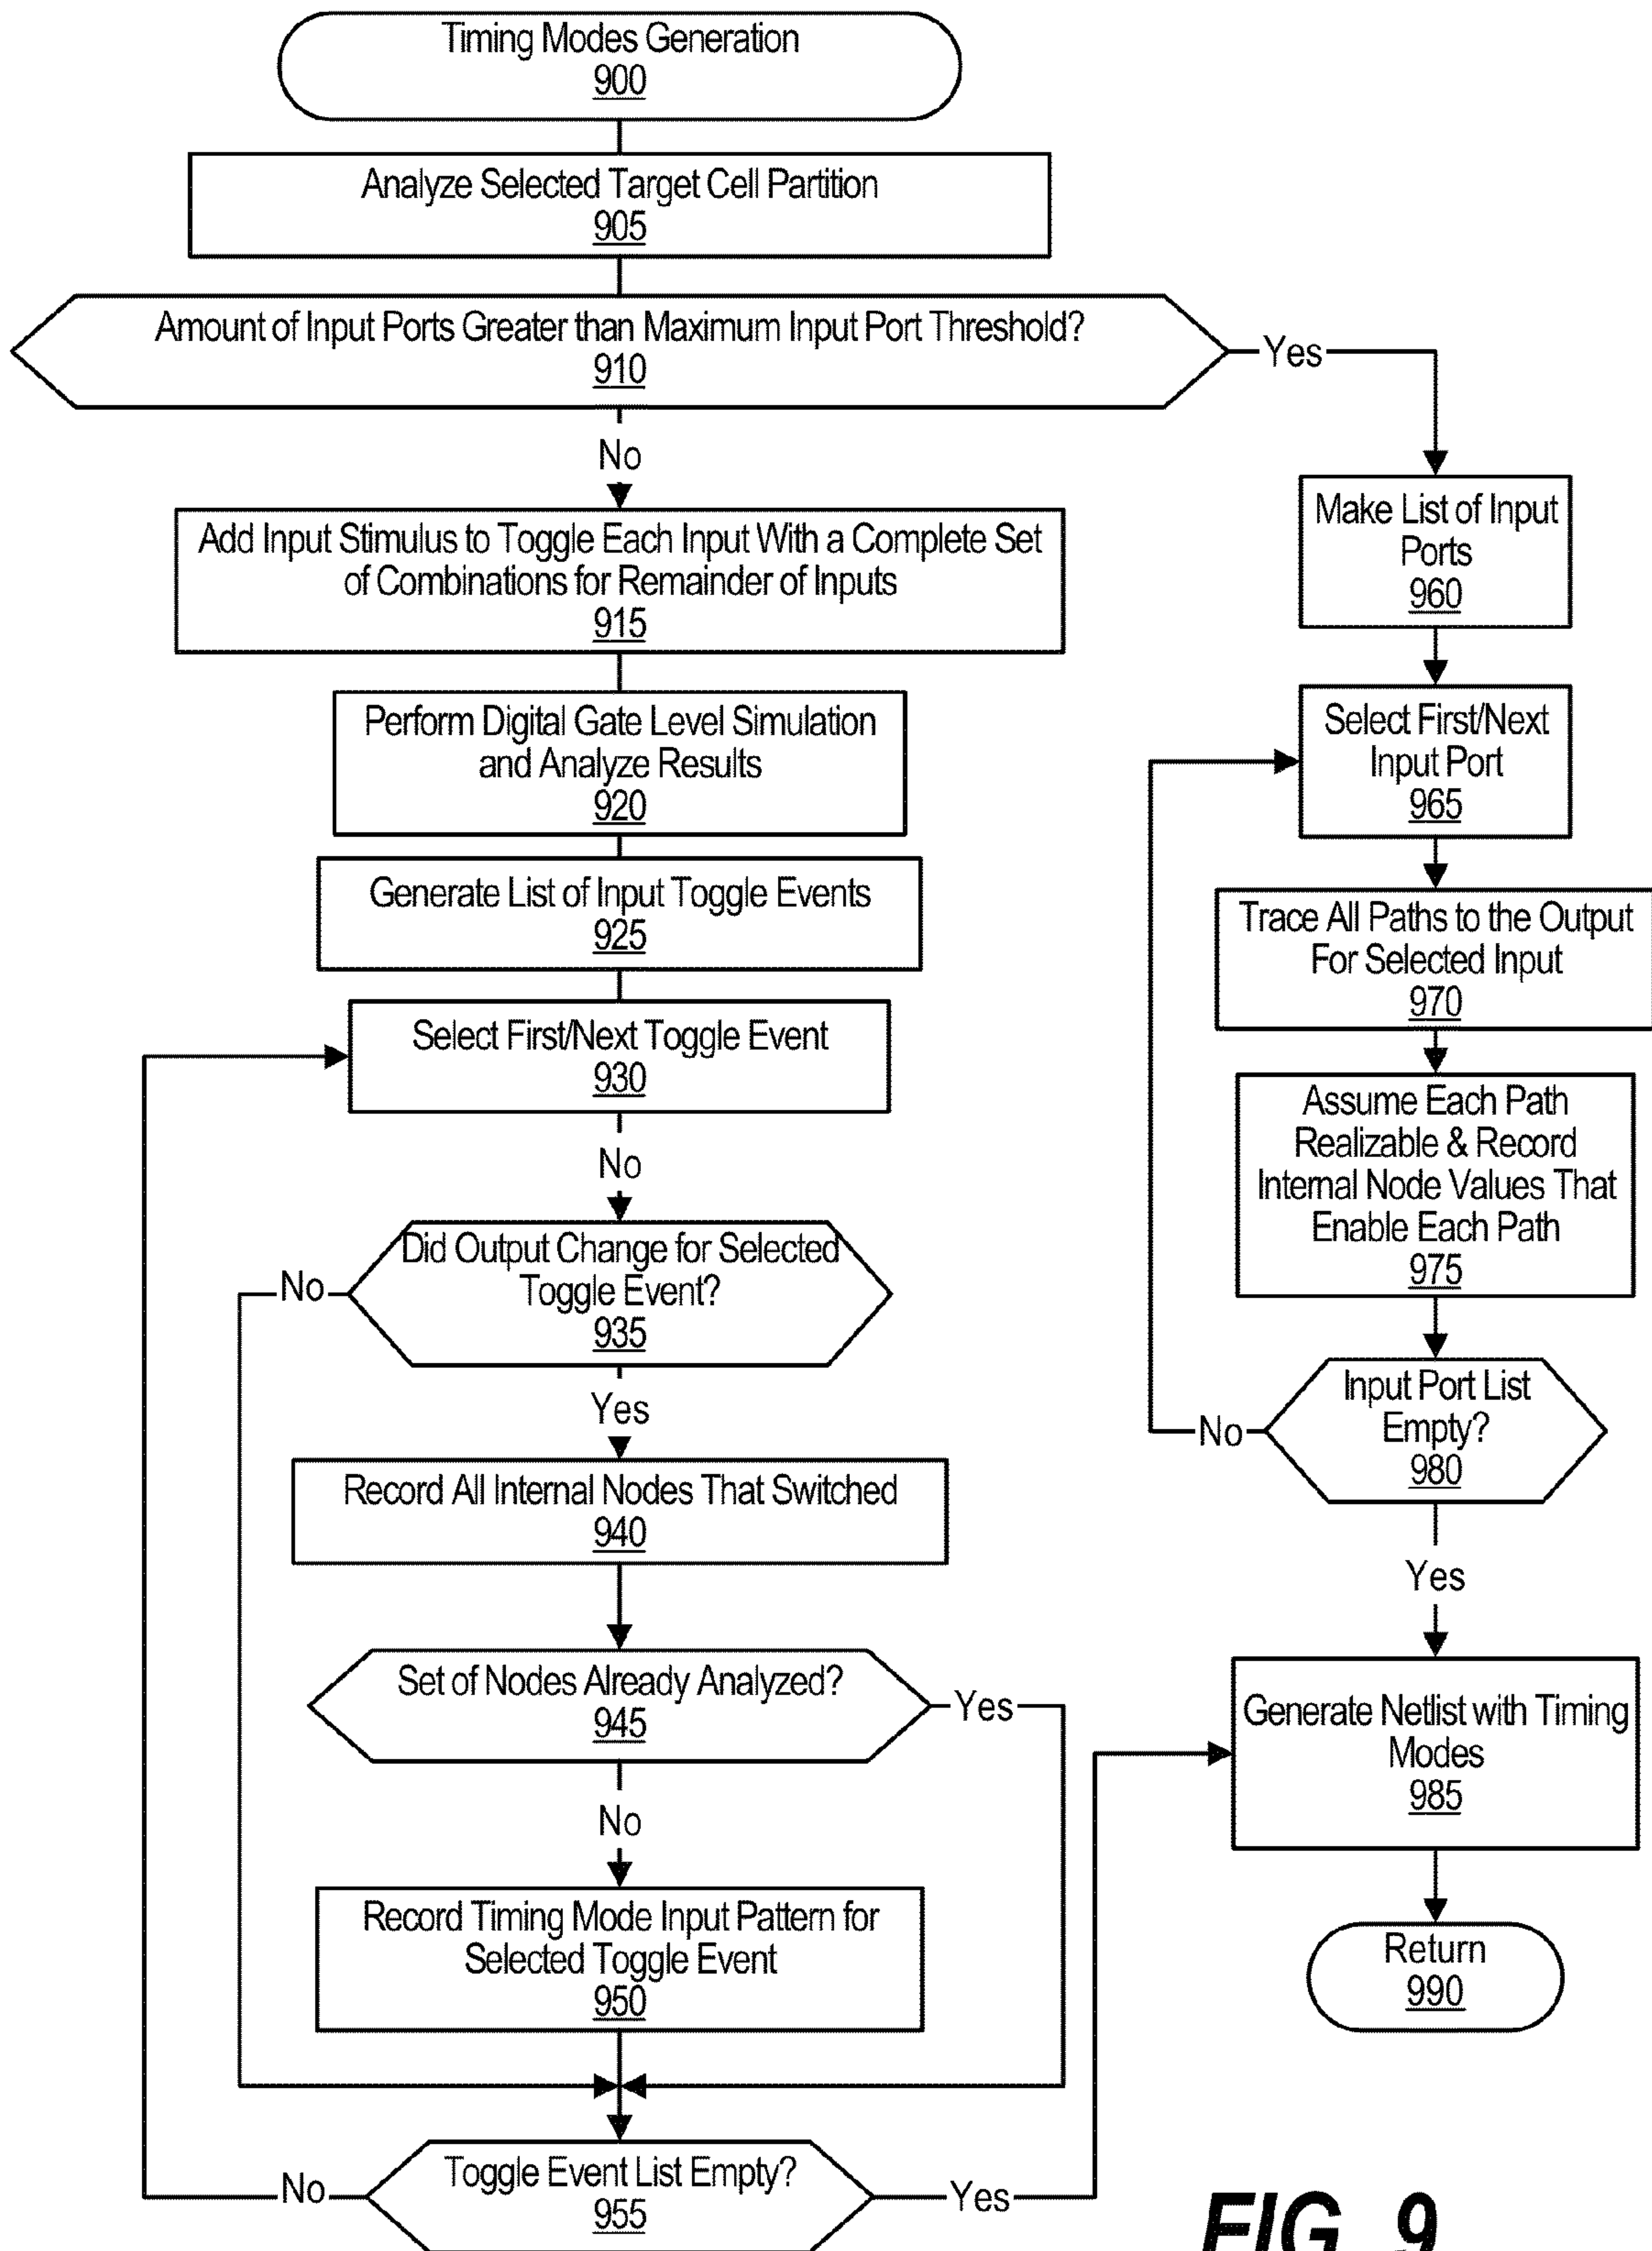 Timing Modes Generation
900
Analyze Selected Target Cell Partition
905
Amount of Input Ports Greater than Maximum Input Port Threshold?
910
Yes
No
Add Input Stimulus to Toggle Each Input With a Complete Set
of Combinations for Remainder of Inputs
915
Perform Digital Gate Level Simulation
and Analyze Results
920
Generate List of Input Toggle Events
925
Select First/Next Toggle Event
930
No
Did Output Change for Selected
Toggle Event?
935
No
Yes
Record All Internal Nodes That Switched
940
Set of Nodes Already Analyzed?
945
Yes
No
Record Timing Mode Input Pattern for
Selected Toggle Event
950
Toggle Event List Empty?
955
No
Yes
Make List of Input
Ports
960
Select First/Next
Input Port
965
Trace All Paths to the Output
For Selected Input
970
Assume Each Path
Realizable & Record
Internal Node Values That
Enable Each Path
975
Input Port List
Empty?
980
No
Yes
Generate Netlist with Timing
Modes
985
Return
990
FIG. 9